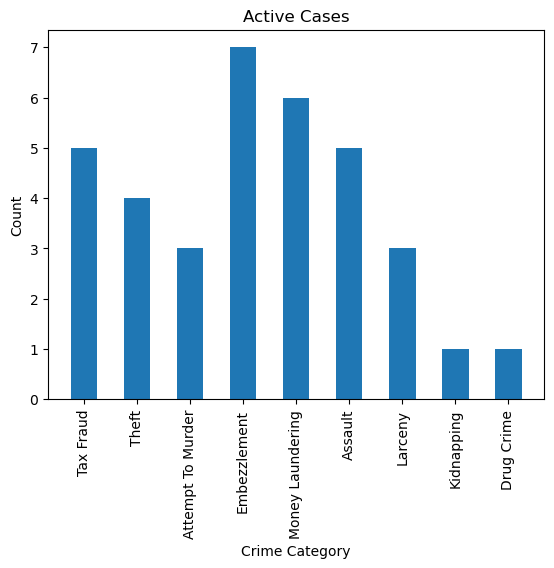 Active Cases
7
6
5
4
3
2
1
0
Count
Tax Fraud
Theft
Attempt To Murder
Embezzlement
Money Laundering
Assault
Larceny
Kidnapping
Drug Crime
Crime Category